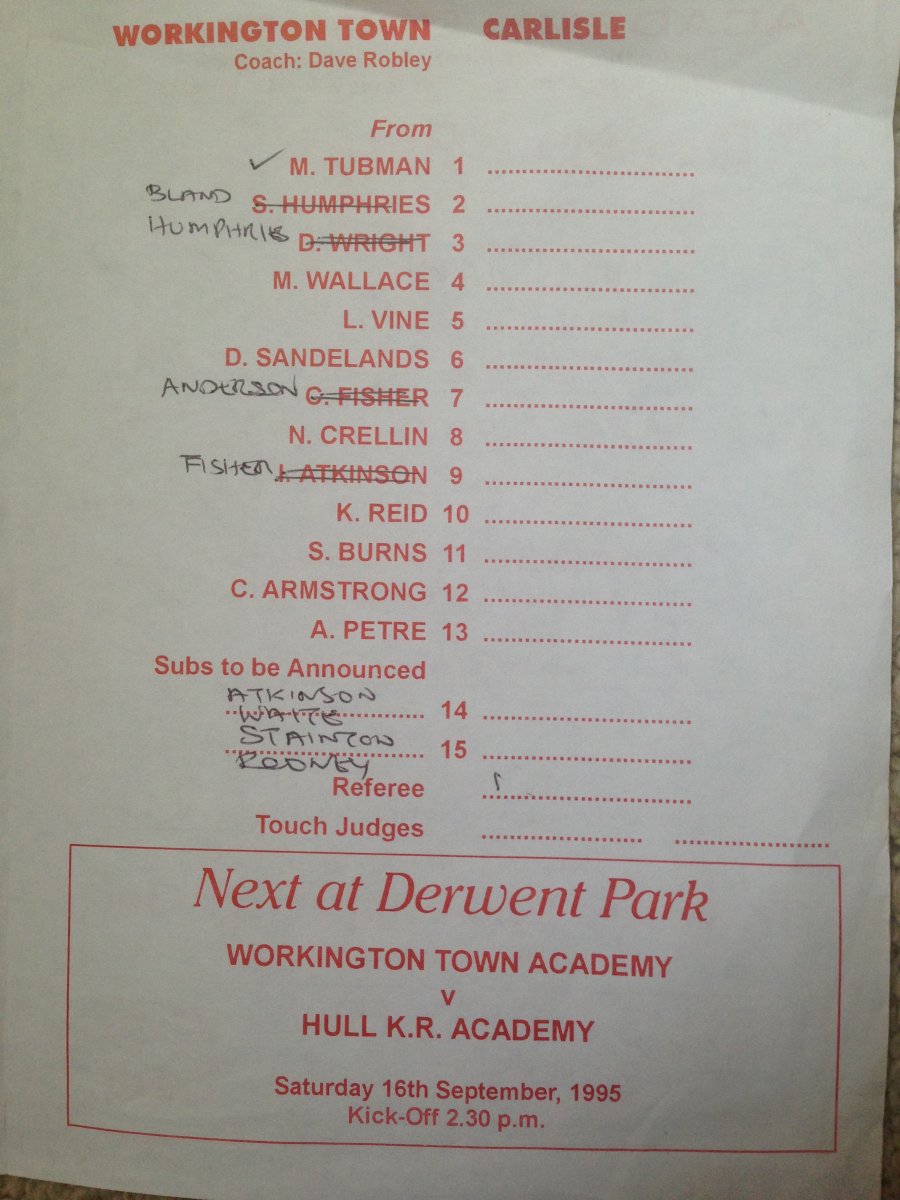 WORKINGTON TOWN CARLISLE
Coach: Dave Robley
From
✓ M. TUBMAN 1 ....................
BLAND S. HUMPHRIES 2 ....................
HUMPHRIES D. WRIGHT 3 ....................
M. WALLACE 4 ....................
L. VINE 5 ....................
D. SANDELANDS 6 ....................
ANDERSON C. FISHER 7 ....................
N. CRELLIN 8 ....................
FISHER I. ATKINSON 9 ....................
K. REID 10 ....................
S. BURNS 11 ....................
C. ARMSTRONG 12 ....................
A. PETRE 13 ....................
Subs to be Announced
ATKINSON
WAITE .................... 14 ....................
STAINTON
.................... 15 ....................
RODNEY
Referee ....................
Touch Judges .................... ....................
Next at Derwent Park
WORKINGTON TOWN ACADEMY
v
HULL K.R. ACADEMY
Saturday 16th September, 1995
Kick-Off 2.30 p.m.